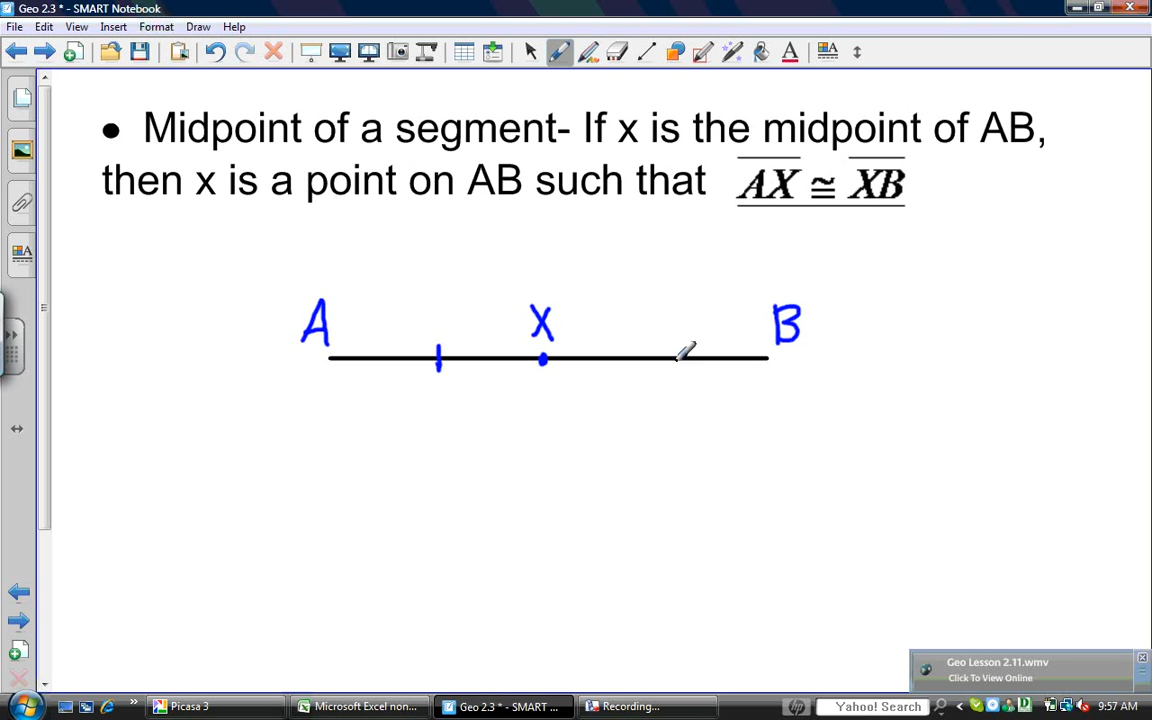 Geo 2.3 * - SMART Notebook
File Edit View Insert Format Draw Help
• Midpoint of a segment- If x is the midpoint of AB,
then x is a point on AB such that AX ≅ XB
A X B
Geo Lesson 2.11.wmv
Click To View Online
Picasa 3 Microsoft Excel non... Geo 2.3 * - SMART ... Recording... hp Yahoo! Search 9:57 AM